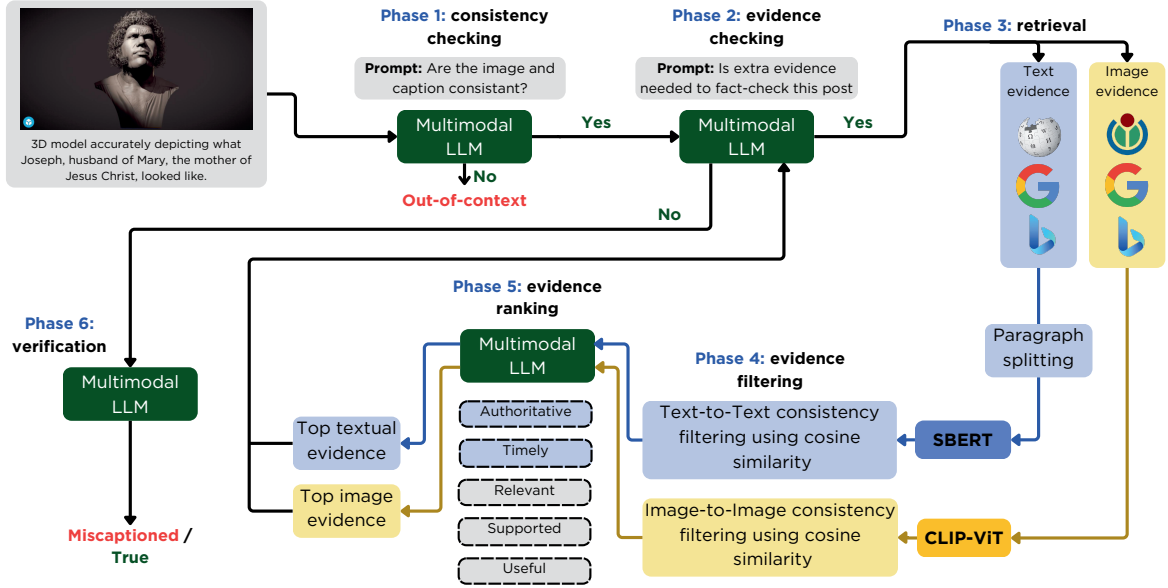 3D model accurately depicting what
Joseph, husband of Mary, the mother of
Jesus Christ, looked like.
Phase 1: consistency
checking
Prompt: Are the image and
caption consistant?
Multimodal
LLM
Yes
No
Out-of-context
Phase 2: evidence
checking
Prompt: Is extra evidence
needed to fact-check this post
Multimodal
LLM
Yes
No
Phase 3: retrieval
Text
evidence
Image
evidence
Paragraph
splitting
SBERT
CLIP-ViT
Phase 4: evidence
filtering
Text-to-Text consistency
filtering using cosine
similarity
Image-to-Image consistency
filtering using cosine
similarity
Phase 5: evidence
ranking
Multimodal
LLM
Authoritative
Timely
Relevant
Supported
Useful
Top textual
evidence
Top image
evidence
Phase 6:
verification
Multimodal
LLM
Miscaptioned /
True